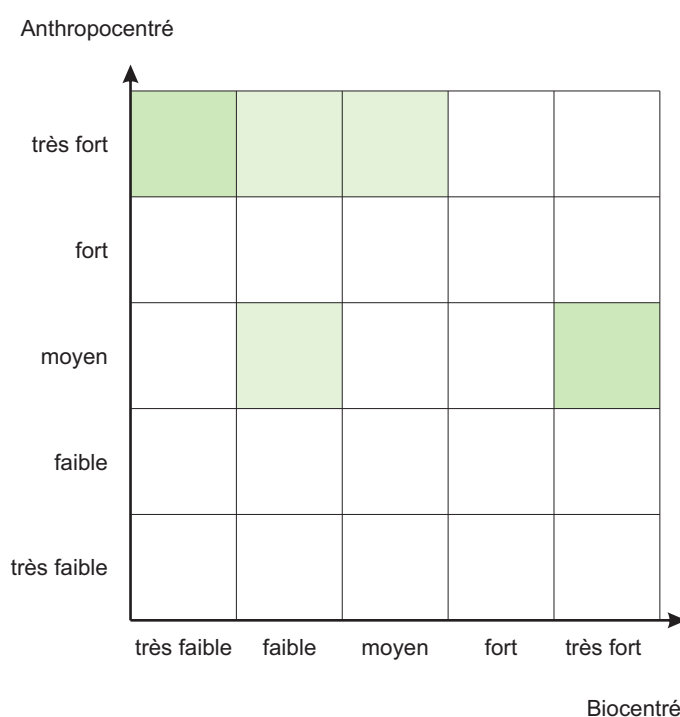 Anthropocentré
très fort
fort
moyen
faible
très faible
très faible faible moyen fort très fort
Biocentré